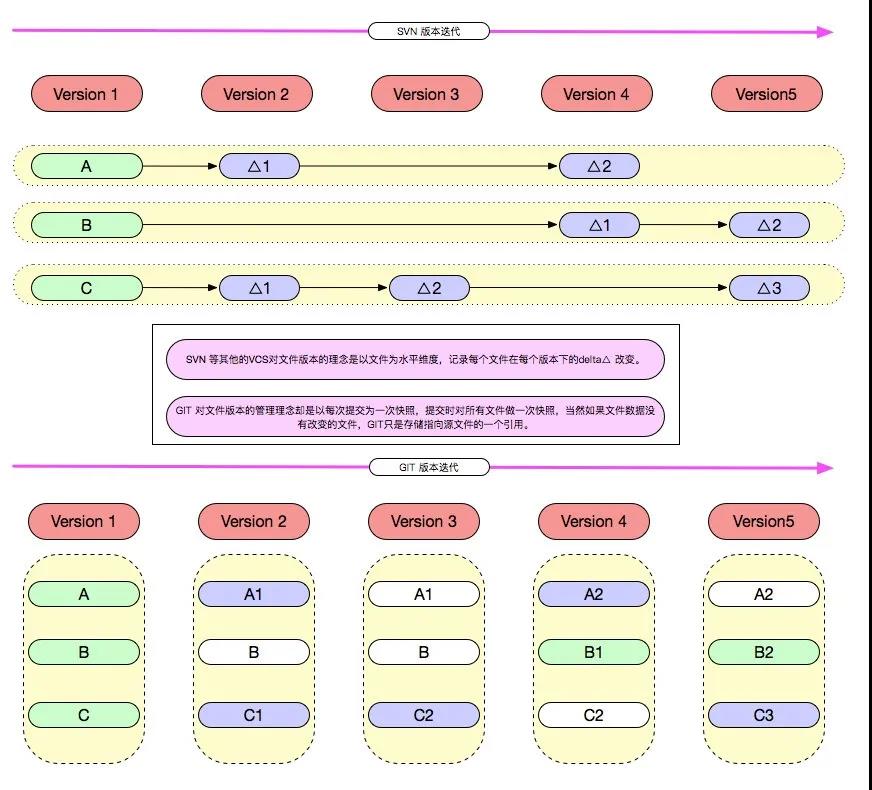 SVN 版本迭代
Version 1 Version 2 Version 3 Version 4 Version5
A △1 △2
B △1 △2
C △1 △2 △3
SVN 等其他的VCS对文件版本的理念是以文件为水平维度，记录每个文件在每个版本下的delta△ 改变。
GIT 对文件版本的管理理念却是以每次提交为一次快照，提交时对所有文件做一次快照，当然如果文件数据没
有改变的文件，GIT只是存储指向源文件的一个引用。
GIT 版本迭代
Version 1 Version 2 Version 3 Version 4 Version5
A A1 A1 A2 A2
B B B B1 B2
C C1 C2 C2 C3